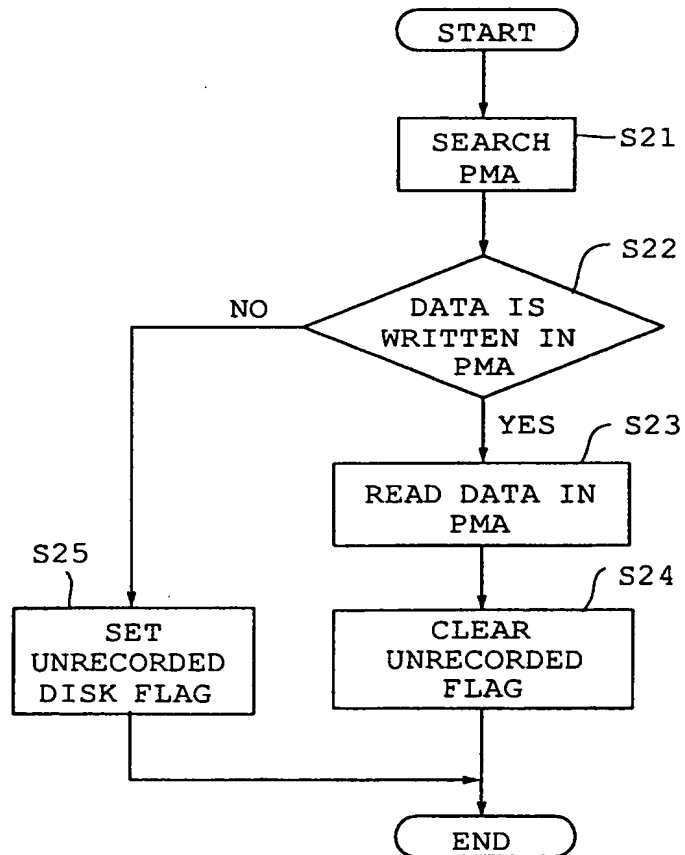 START
SEARCH
PMA
S21
S22
DATA IS
WRITTEN IN
PMA
NO
YES
S23
READ DATA IN
PMA
S25
S24
SET
UNRECORDED
DISK FLAG
CLEAR
UNRECORDED
FLAG
END